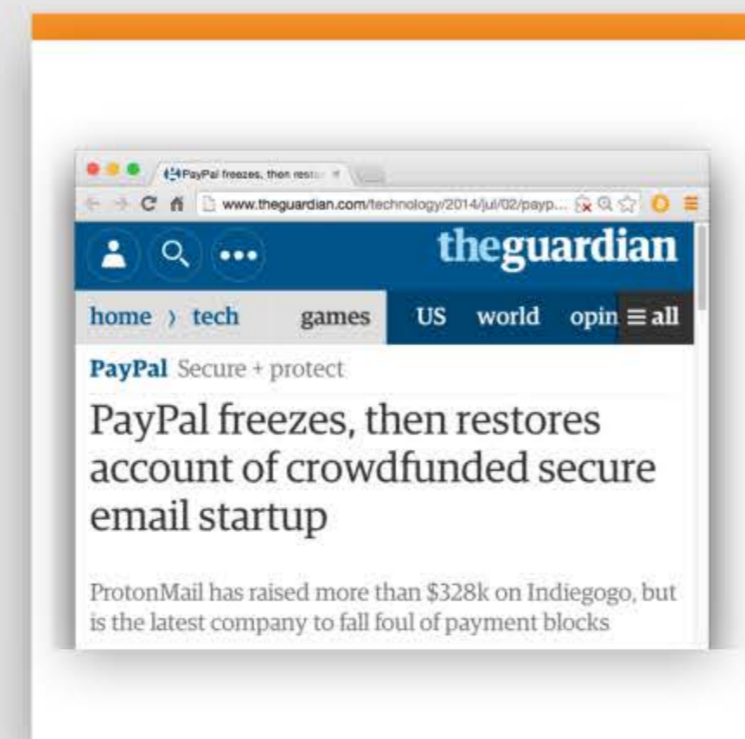 PayPal freezes, then restor
www.theguardian.com/technology/2014/jul/02/payp...
theguardian
home › tech games US world opin ≡ all
PayPal Secure + protect
PayPal freezes, then restores
account of crowdfunded secure
email startup
ProtonMail has raised more than $328k on Indiegogo, but
is the latest company to fall foul of payment blocks